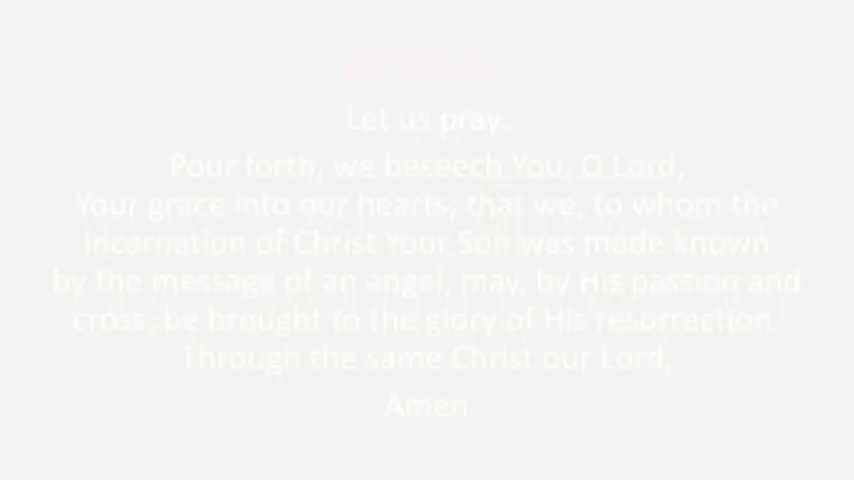 Let us pray.
Pour forth, we beseech You, O Lord,
Your grace into our hearts; that we, to whom the
incarnation of Christ Your Son was made known
by the message of an angel, may, by His passion and
cross, be brought to the glory of His resurrection.
Through the same Christ our Lord,
Amen.